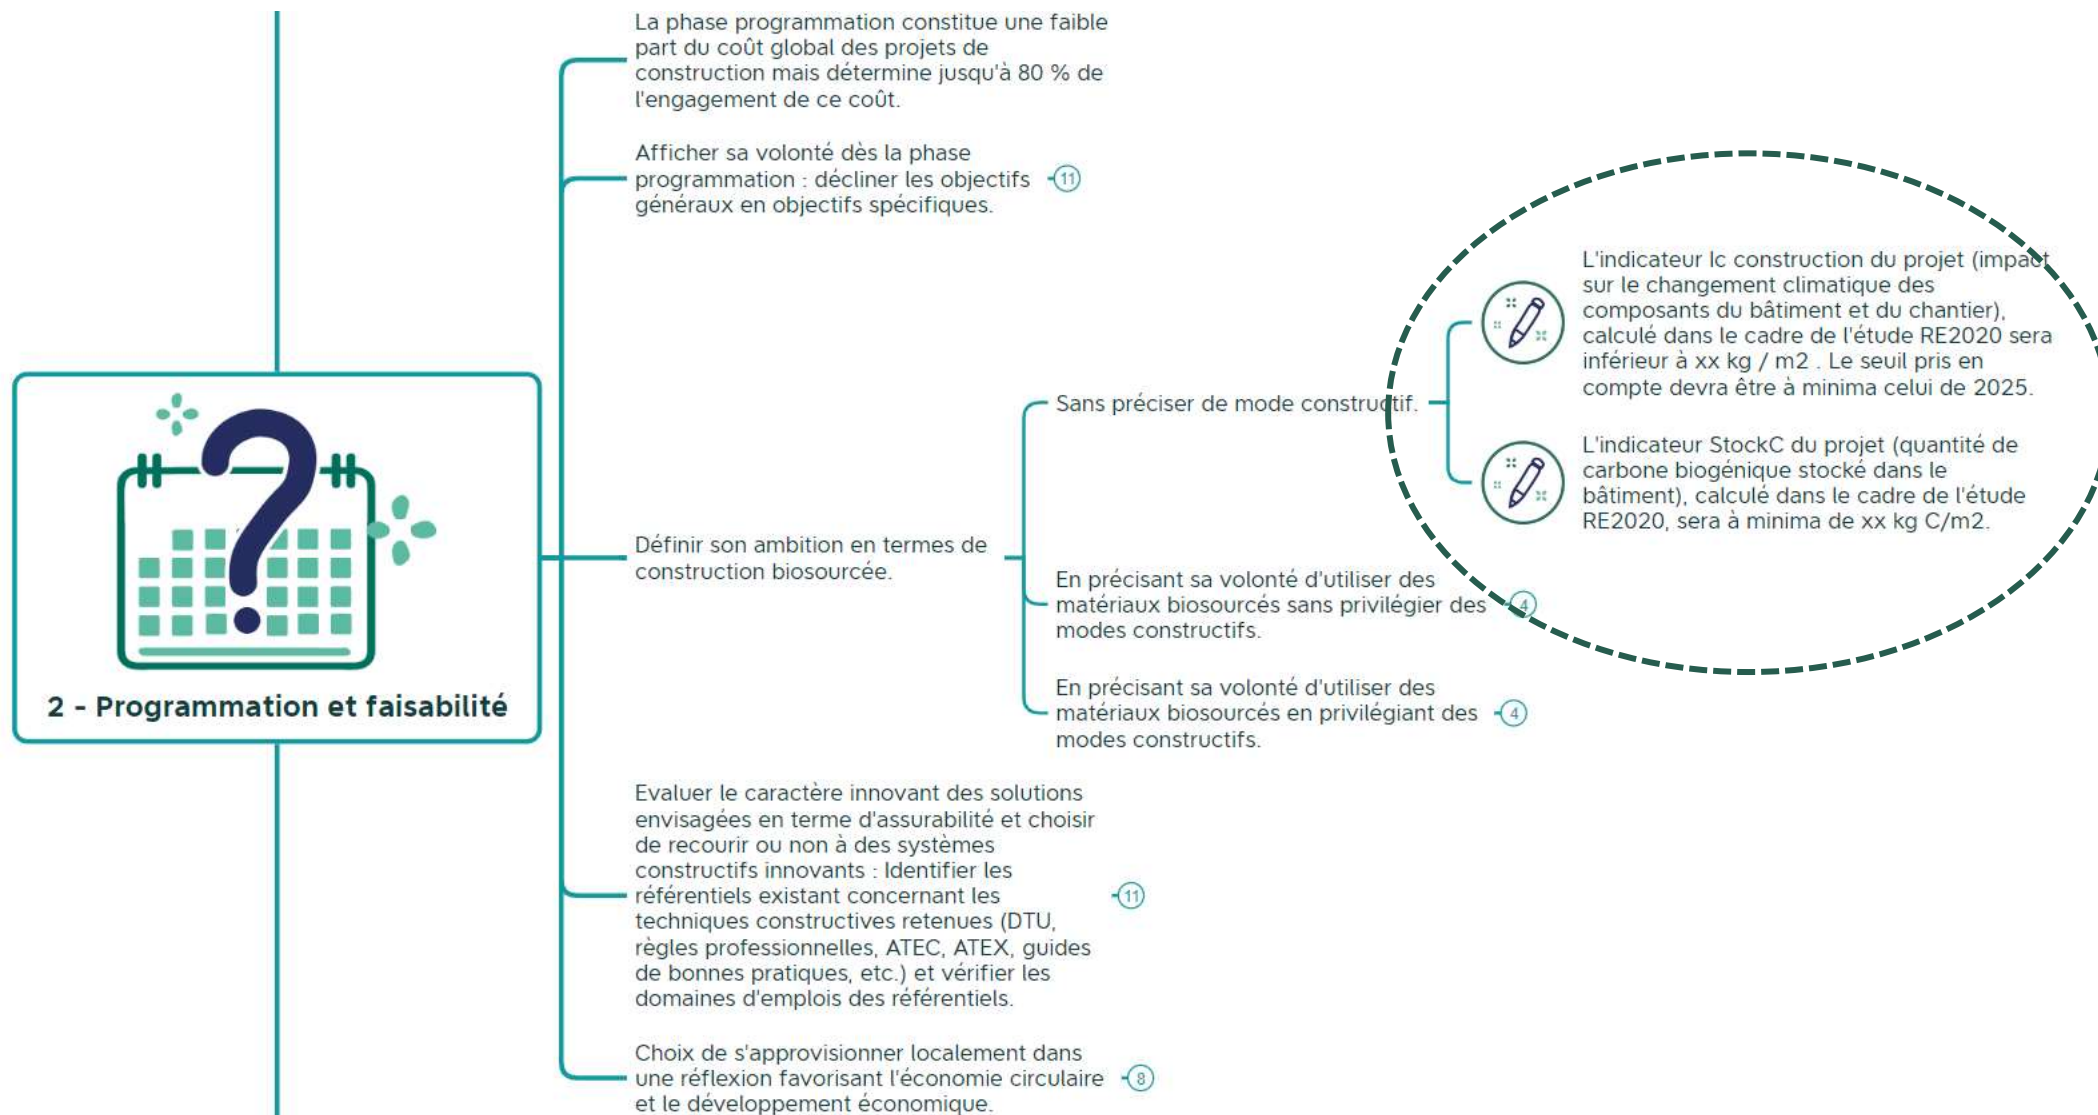 La phase programmation constitue une faible
part du coût global des projets de
construction mais détermine jusqu'à 80 % de
l'engagement de ce coût.
Afficher sa volonté dès la phase
programmation : décliner les objectifs
généraux en objectifs spécifiques.
11
2 - Programmation et faisabilité
Définir son ambition en termes de
construction biosourcée.
Sans préciser de mode constructif.
L'indicateur Ic construction du projet (impact
sur le changement climatique des
composants du bâtiment et du chantier),
calculé dans le cadre de l'étude RE2020 sera
inférieur à xx kg / m2 . Le seuil pris en
compte devra être à minima celui de 2025.
L'indicateur StockC du projet (quantité de
carbone biogénique stocké dans le
bâtiment), calculé dans le cadre de l'étude
RE2020, sera à minima de xx kg C/m2.
En précisant sa volonté d'utiliser des
matériaux biosourcés sans privilégier des
modes constructifs.
4
En précisant sa volonté d'utiliser des
matériaux biosourcés en privilégiant des
modes constructifs.
4
Evaluer le caractère innovant des solutions
envisagées en terme d'assurabilité et choisir
de recourir ou non à des systèmes
constructifs innovants : Identifier les
référentiels existant concernant les
techniques constructives retenues (DTU,
règles professionnelles, ATEC, ATEX, guides
de bonnes pratiques, etc.) et vérifier les
domaines d'emplois des référentiels.
11
Choix de s'approvisionner localement dans
une réflexion favorisant l'économie circulaire
et le développement économique.
8